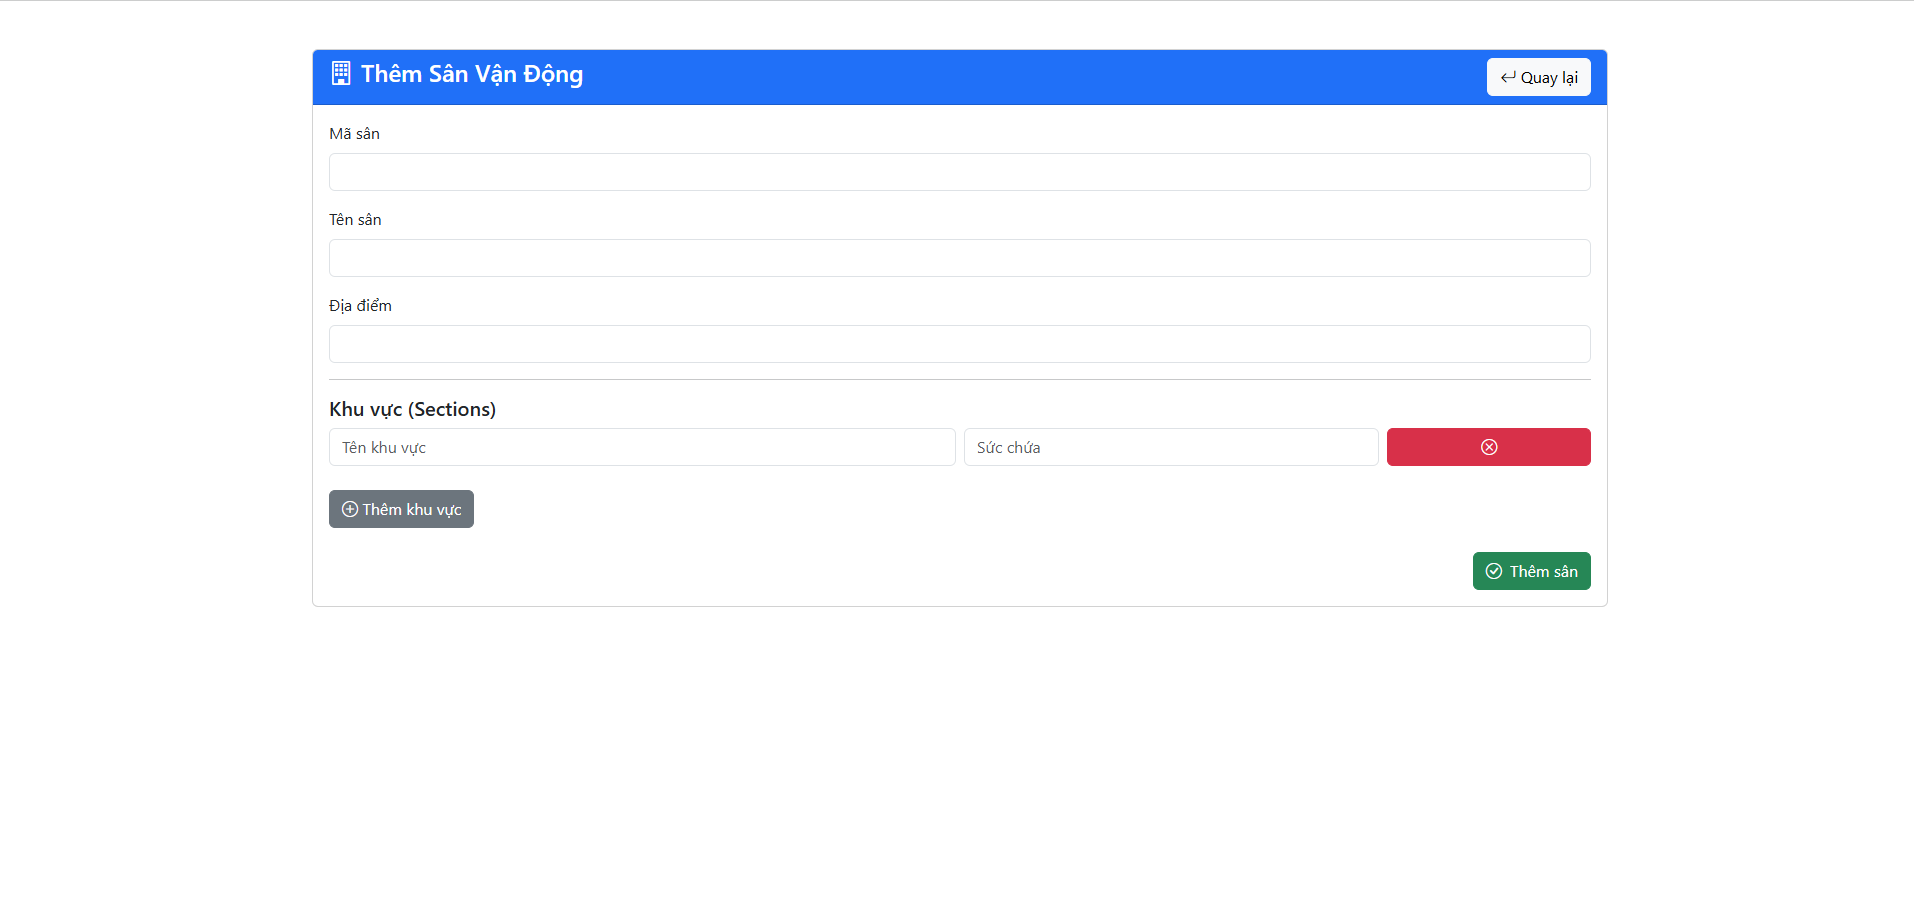 Thêm Sân Vận Động
Quay lại
Mã sân
Tên sân
Địa điểm
Khu vực (Sections)
Tên khu vực
Sức chứa
Thêm khu vực
Thêm sân